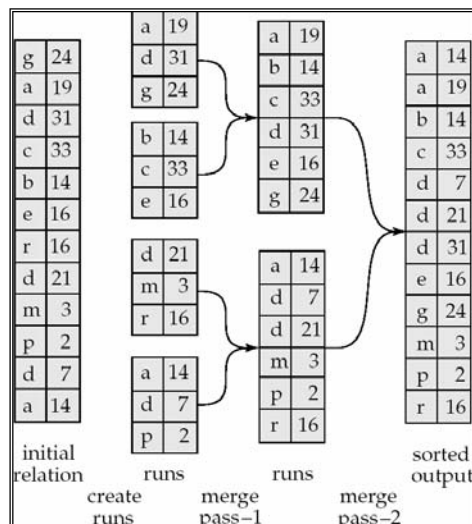 g 24
a 19
d 31
c 33
b 14
e 16
r 16
d 21
m 3
p 2
d 7
a 14
initial
relation
a 19
d 31
g 24
b 14
c 33
e 16
d 21
m 3
r 16
a 14
d 7
p 2
runs
create
runs
a 19
b 14
c 33
d 31
e 16
g 24
a 14
d 7
d 21
m 3
p 2
r 16
runs
merge
pass–1
merge
pass–2
a 14
a 19
b 14
c 33
d 7
d 21
d 31
e 16
g 24
m 3
p 2
r 16
sorted
output